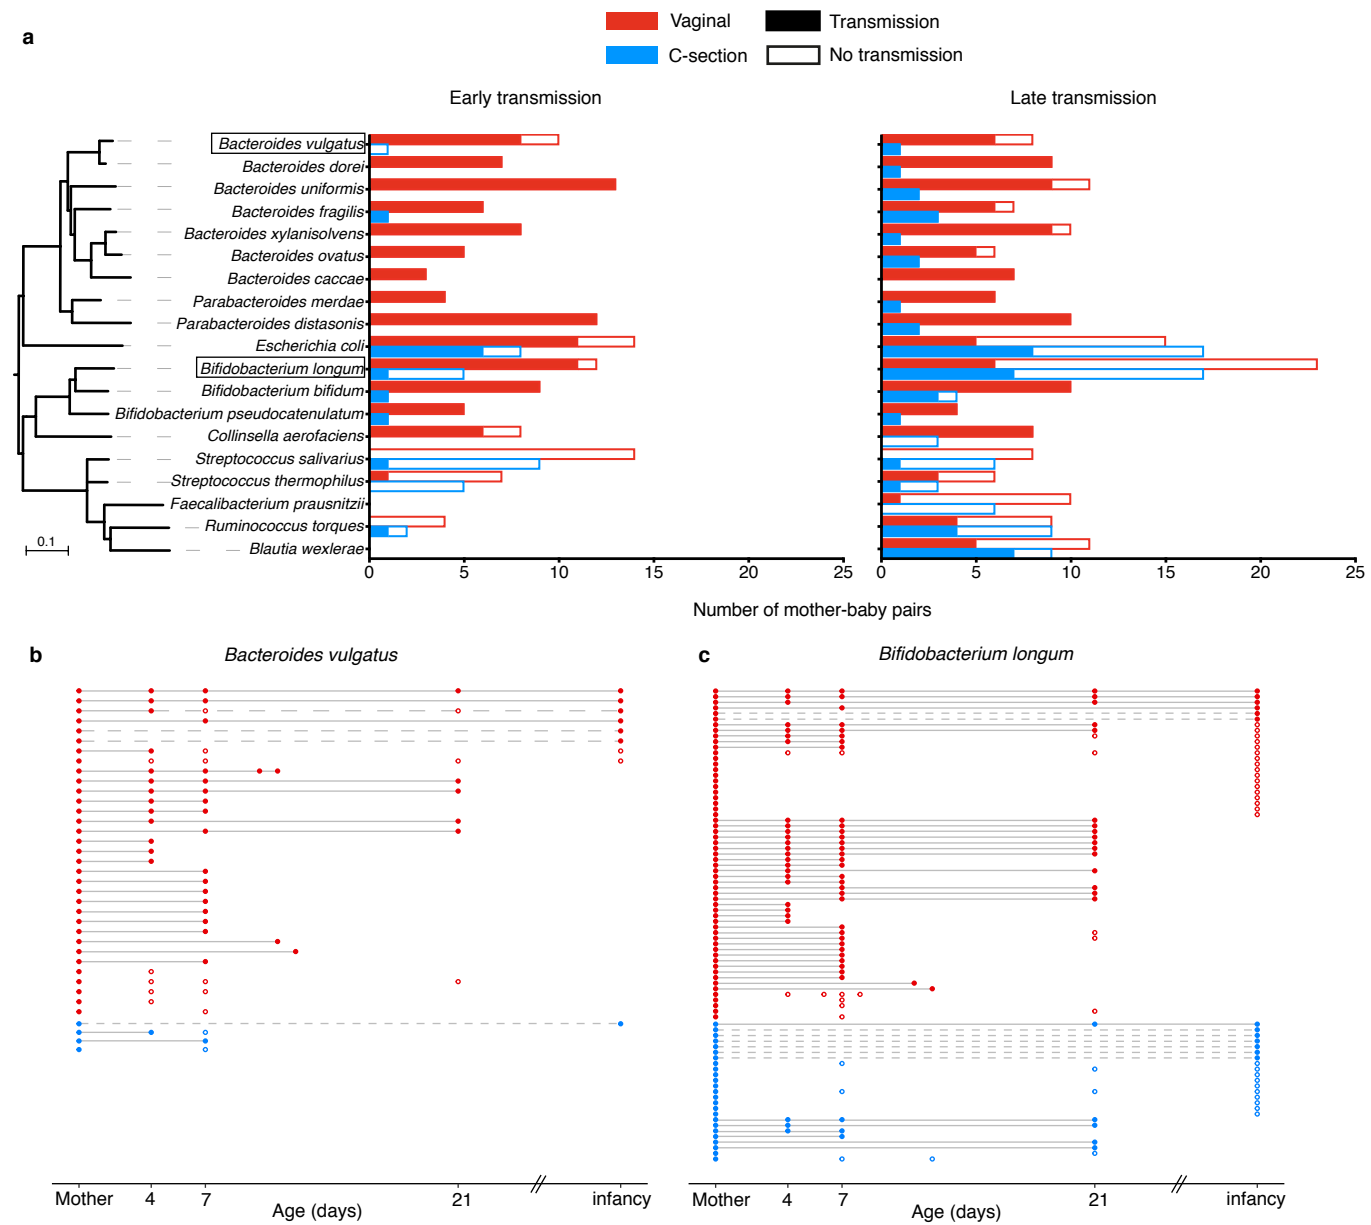 a
Vaginal
Transmission
C-section
No transmission
Early transmission
Late transmission
Bacteroides vulgatus
Bacteroides dorei
Bacteroides uniformis
Bacteroides fragilis
Bacteroides xylanisolvens
Bacteroides ovatus
Bacteroides caccae
Parabacteroides merdae
Parabacteroides distasonis
Escherichia coli
Bifidobacterium longum
Bifidobacterium bifidum
Bifidobacterium pseudocatenulatum
Collinsella aerofaciens
Streptococcus salivarius
Streptococcus thermophilus
Faecalibacterium prausnitzii
Ruminococcus torques
Blautia wexlerae
0.1
0 5 10 15 20 25
0 5 10 15 20 25
Number of mother-baby pairs
b
Bacteroides vulgatus
c
Bifidobacterium longum
Mother 4 7 21 infancy
Age (days)
Mother 4 7 21 infancy
Age (days)